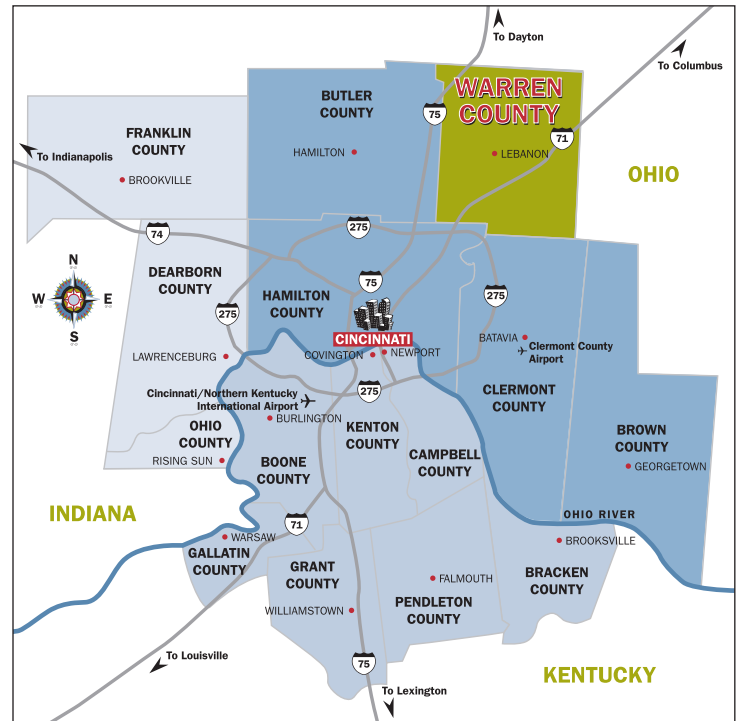 To Dayton
To Columbus
WARREN
COUNTY
BUTLER
COUNTY
75
71
FRANKLIN
COUNTY
HAMILTON
LEBANON
To Indianapolis
OHIO
BROOKVILLE
74
275
N
W
E
S
DEARBORN
COUNTY
75
HAMILTON
COUNTY
275
275
CINCINNATI
BATAVIA
Clermont County
Airport
LAWRENCEBURG
COVINGTON
NEWPORT
275
CLERMONT
COUNTY
Cincinnati/Northern Kentucky
International Airport
BURLINGTON
OHIO
COUNTY
KENTON
COUNTY
BROWN
COUNTY
CAMPBELL
COUNTY
RISING SUN
BOONE
COUNTY
GEORGETOWN
INDIANA
OHIO RIVER
71
WARSAW
BROOKSVILLE
GALLATIN
COUNTY
GRANT
COUNTY
FALMOUTH
BRACKEN
COUNTY
WILLIAMSTOWN
PENDLETON
COUNTY
To Louisville
75
KENTUCKY
To Lexington